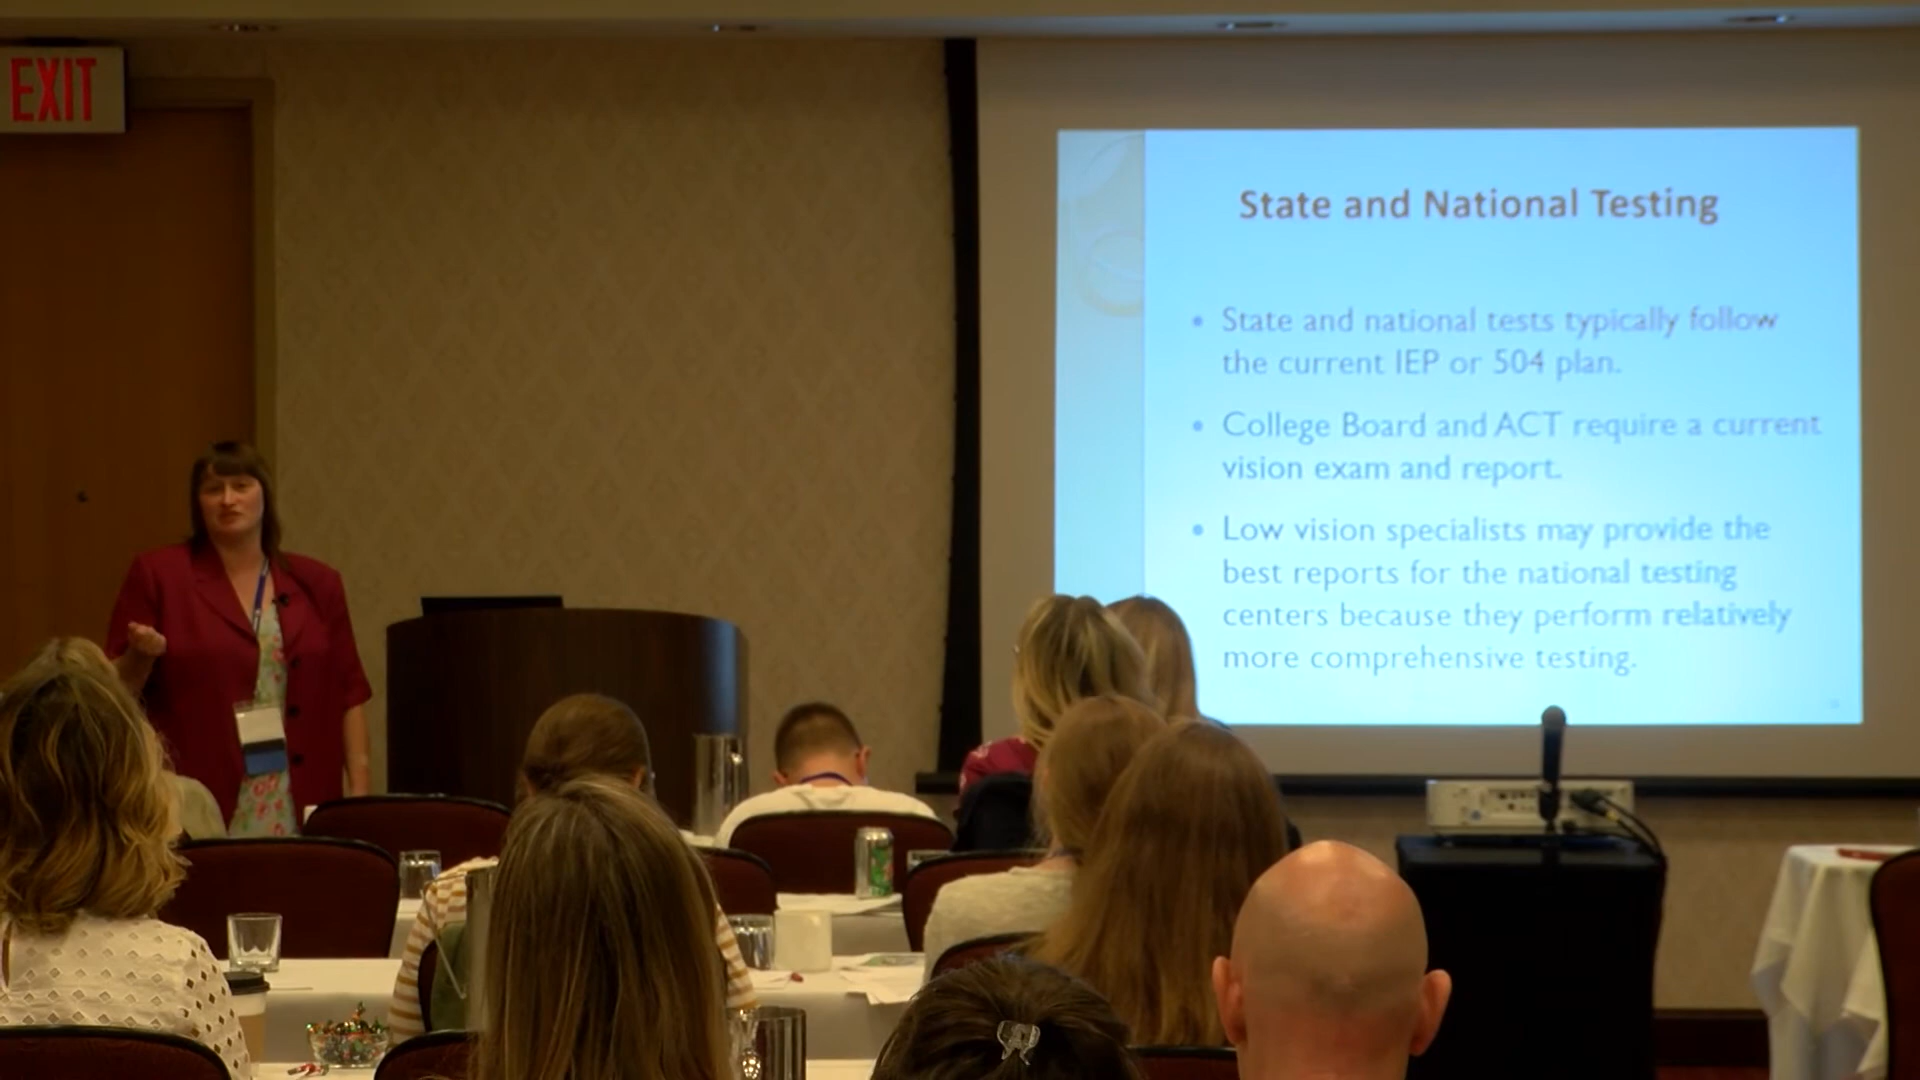 EXIT
State and National Testing
• State and national tests typically follow
the current IEP or 504 plan.
• College Board and ACT require a current
vision exam and report.
• Low vision specialists may provide the
best reports for the national testing
centers because they perform relatively
more comprehensive testing.